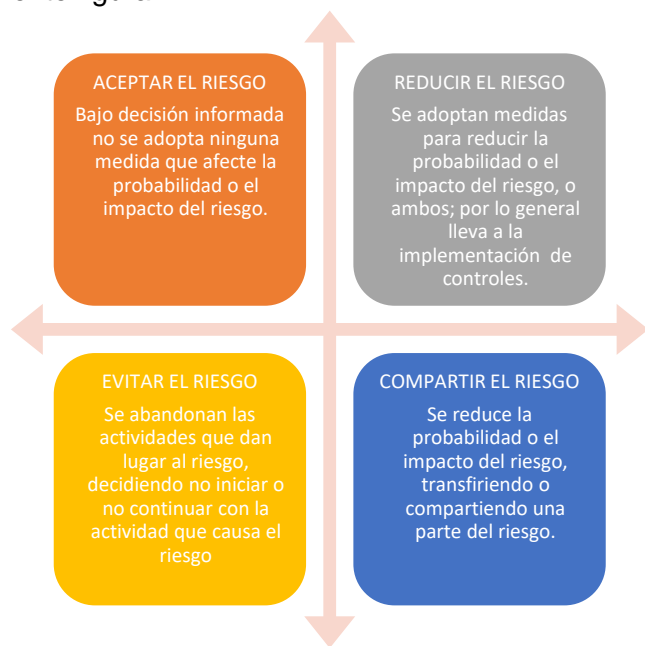 ACEPTAR EL RIESGO
Bajo decisión informada
no se adopta ninguna
medida que afecte la
probabilidad o el
impacto del riesgo.
REDUCIR EL RIESGO
Se adoptan medidas
para reducir la
probabilidad o el
impacto del riesgo, o
ambos; por lo general
lleva a la
implementación de
controles.
EVITAR EL RIESGO
Se abandonan las
actividades que dan
lugar al riesgo,
decidiendo no iniciar o
no continuar con la
actividad que causa el
riesgo
COMPARTIR EL RIESGO
Se reduce la
probabilidad o el
impacto del riesgo,
transfiriendo o
compartiendo una
parte del riesgo.